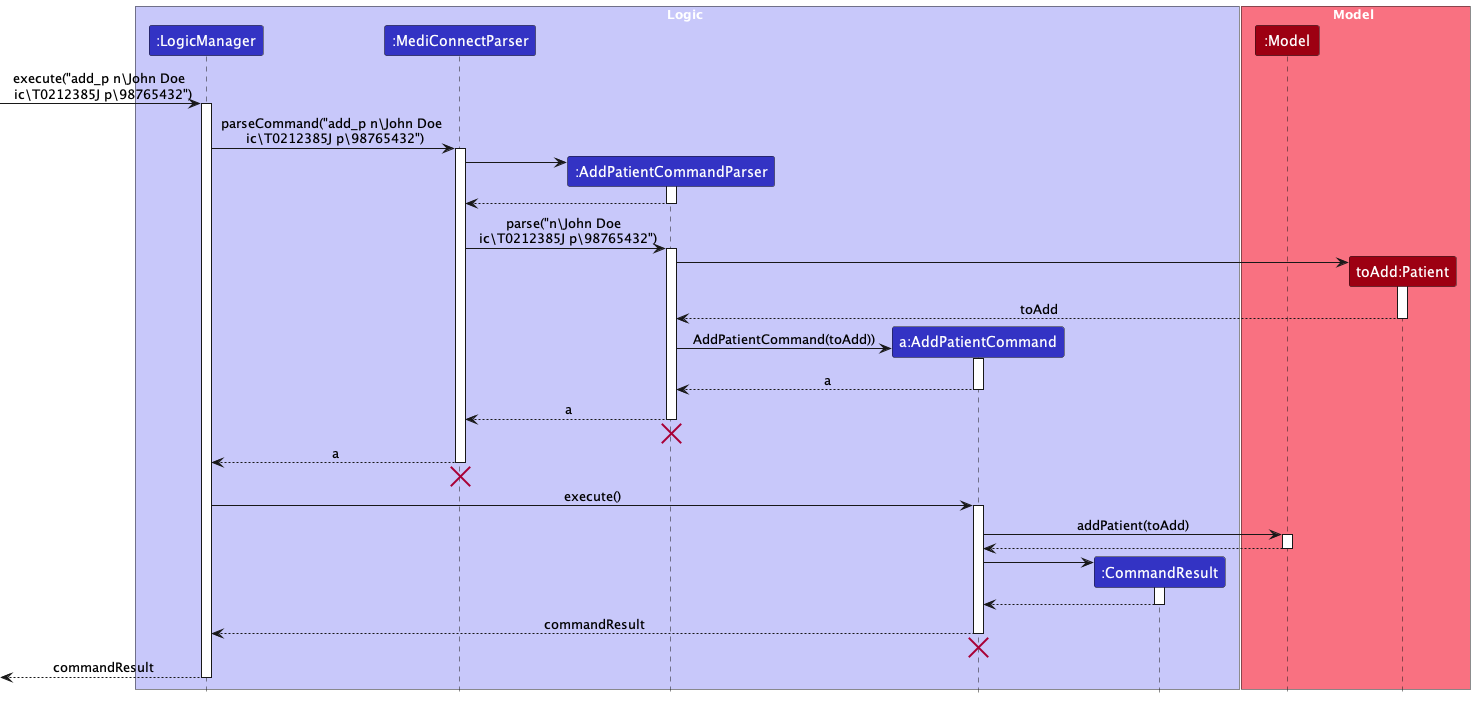 Logic
Model
:LogicManager
:MediConnectParser
:Model
execute("add_p n\John Doe
ic\T0212385J p\98765432")
parseCommand("add_p n\John Doe
ic\T0212385J p\98765432")
:AddPatientCommandParser
parse("n\John Doe
ic\T0212385J p\98765432")
toAdd:Patient
toAdd
AddPatientCommand(toAdd))
a:AddPatientCommand
a
a
a
execute()
addPatient(toAdd)
:CommandResult
commandResult
commandResult